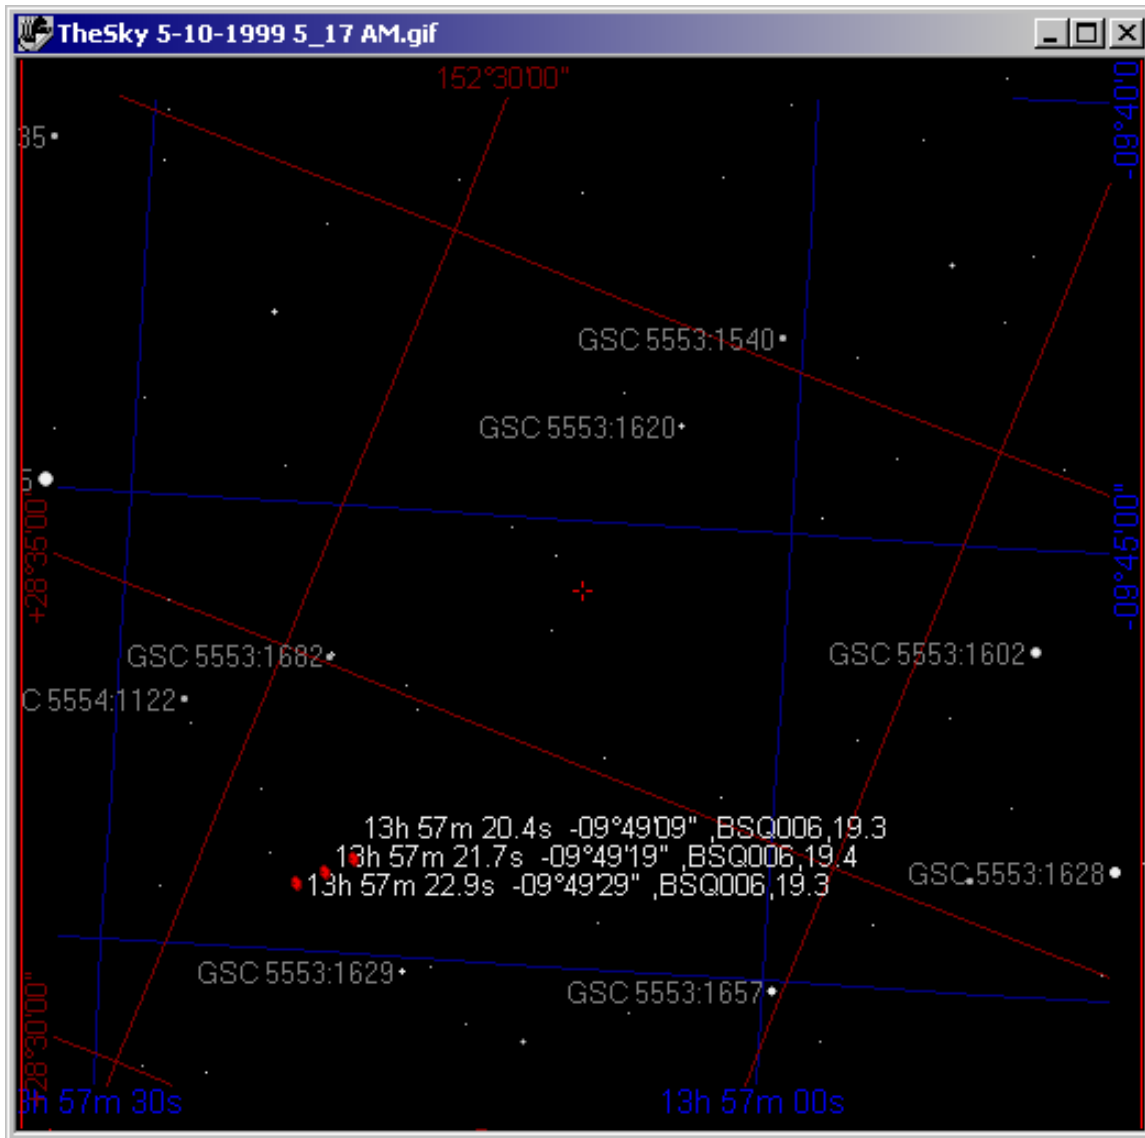 TheSky 5-10-1999 5_17 AM.gif
152°30'00"
35
GSC 5553:1540
GSC 5553:1620
5
+28°35'00"
-09°45'00"
GSC 5553:1682
GSC 5553:1602
C 5554:1122
13h 57m 20.4s -09°49'09" ,BSQ006,19.3
13h 57m 21.7s -09°49'19" ,BSQ006,19.4
13h 57m 22.9s -09°49'29" ,BSQ006,19.3
GSC 5553:1628
GSC 5553:1629
GSC 5553:1657
+28°30'00"
3h 57m 30s
13h 57m 00s